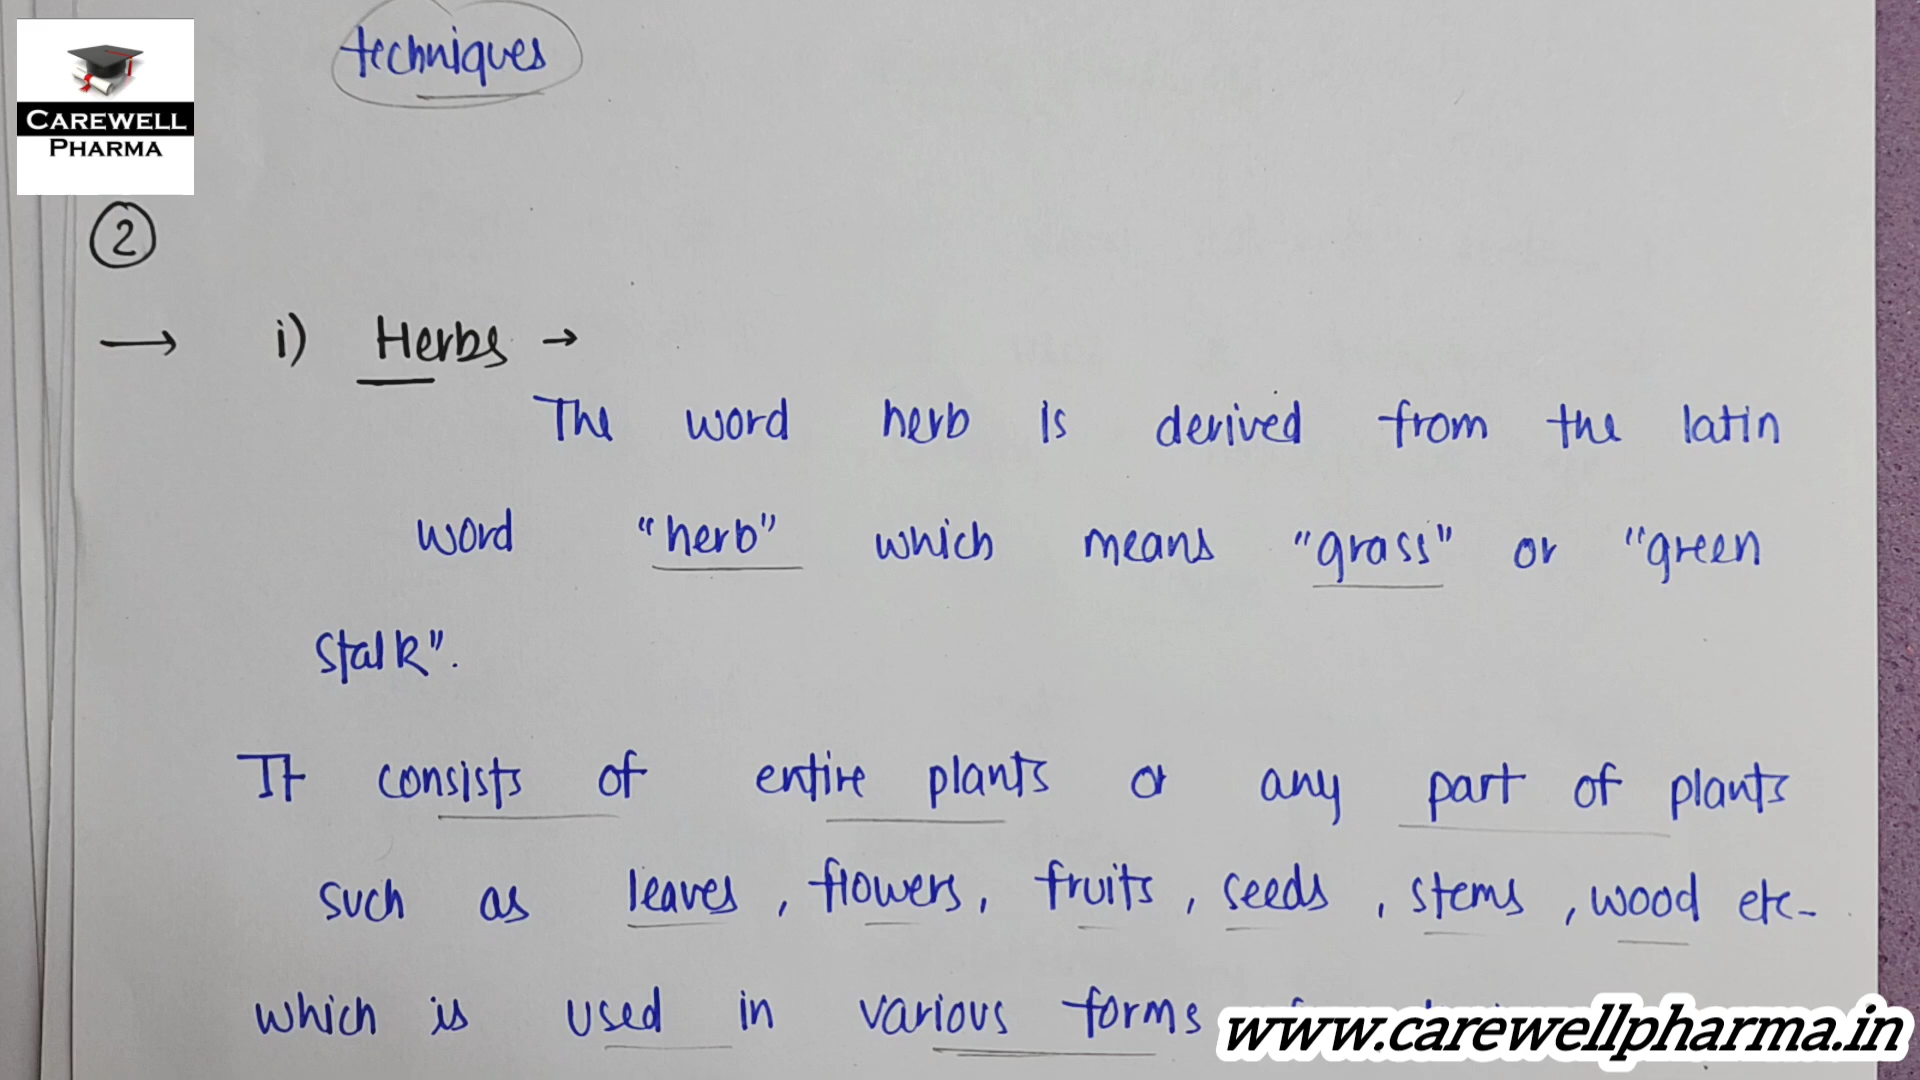 techniques
CAREWELL
PHARMA
2
→ i) Herbs →
The word herb is derived from the latin
word "herb" which means "grass" or "green
stalk".
It consists of entire plants or any part of plants
such as leaves, flowers, fruits, seeds, stems, wood etc.
which is used in various forms
www.carewellpharma.in